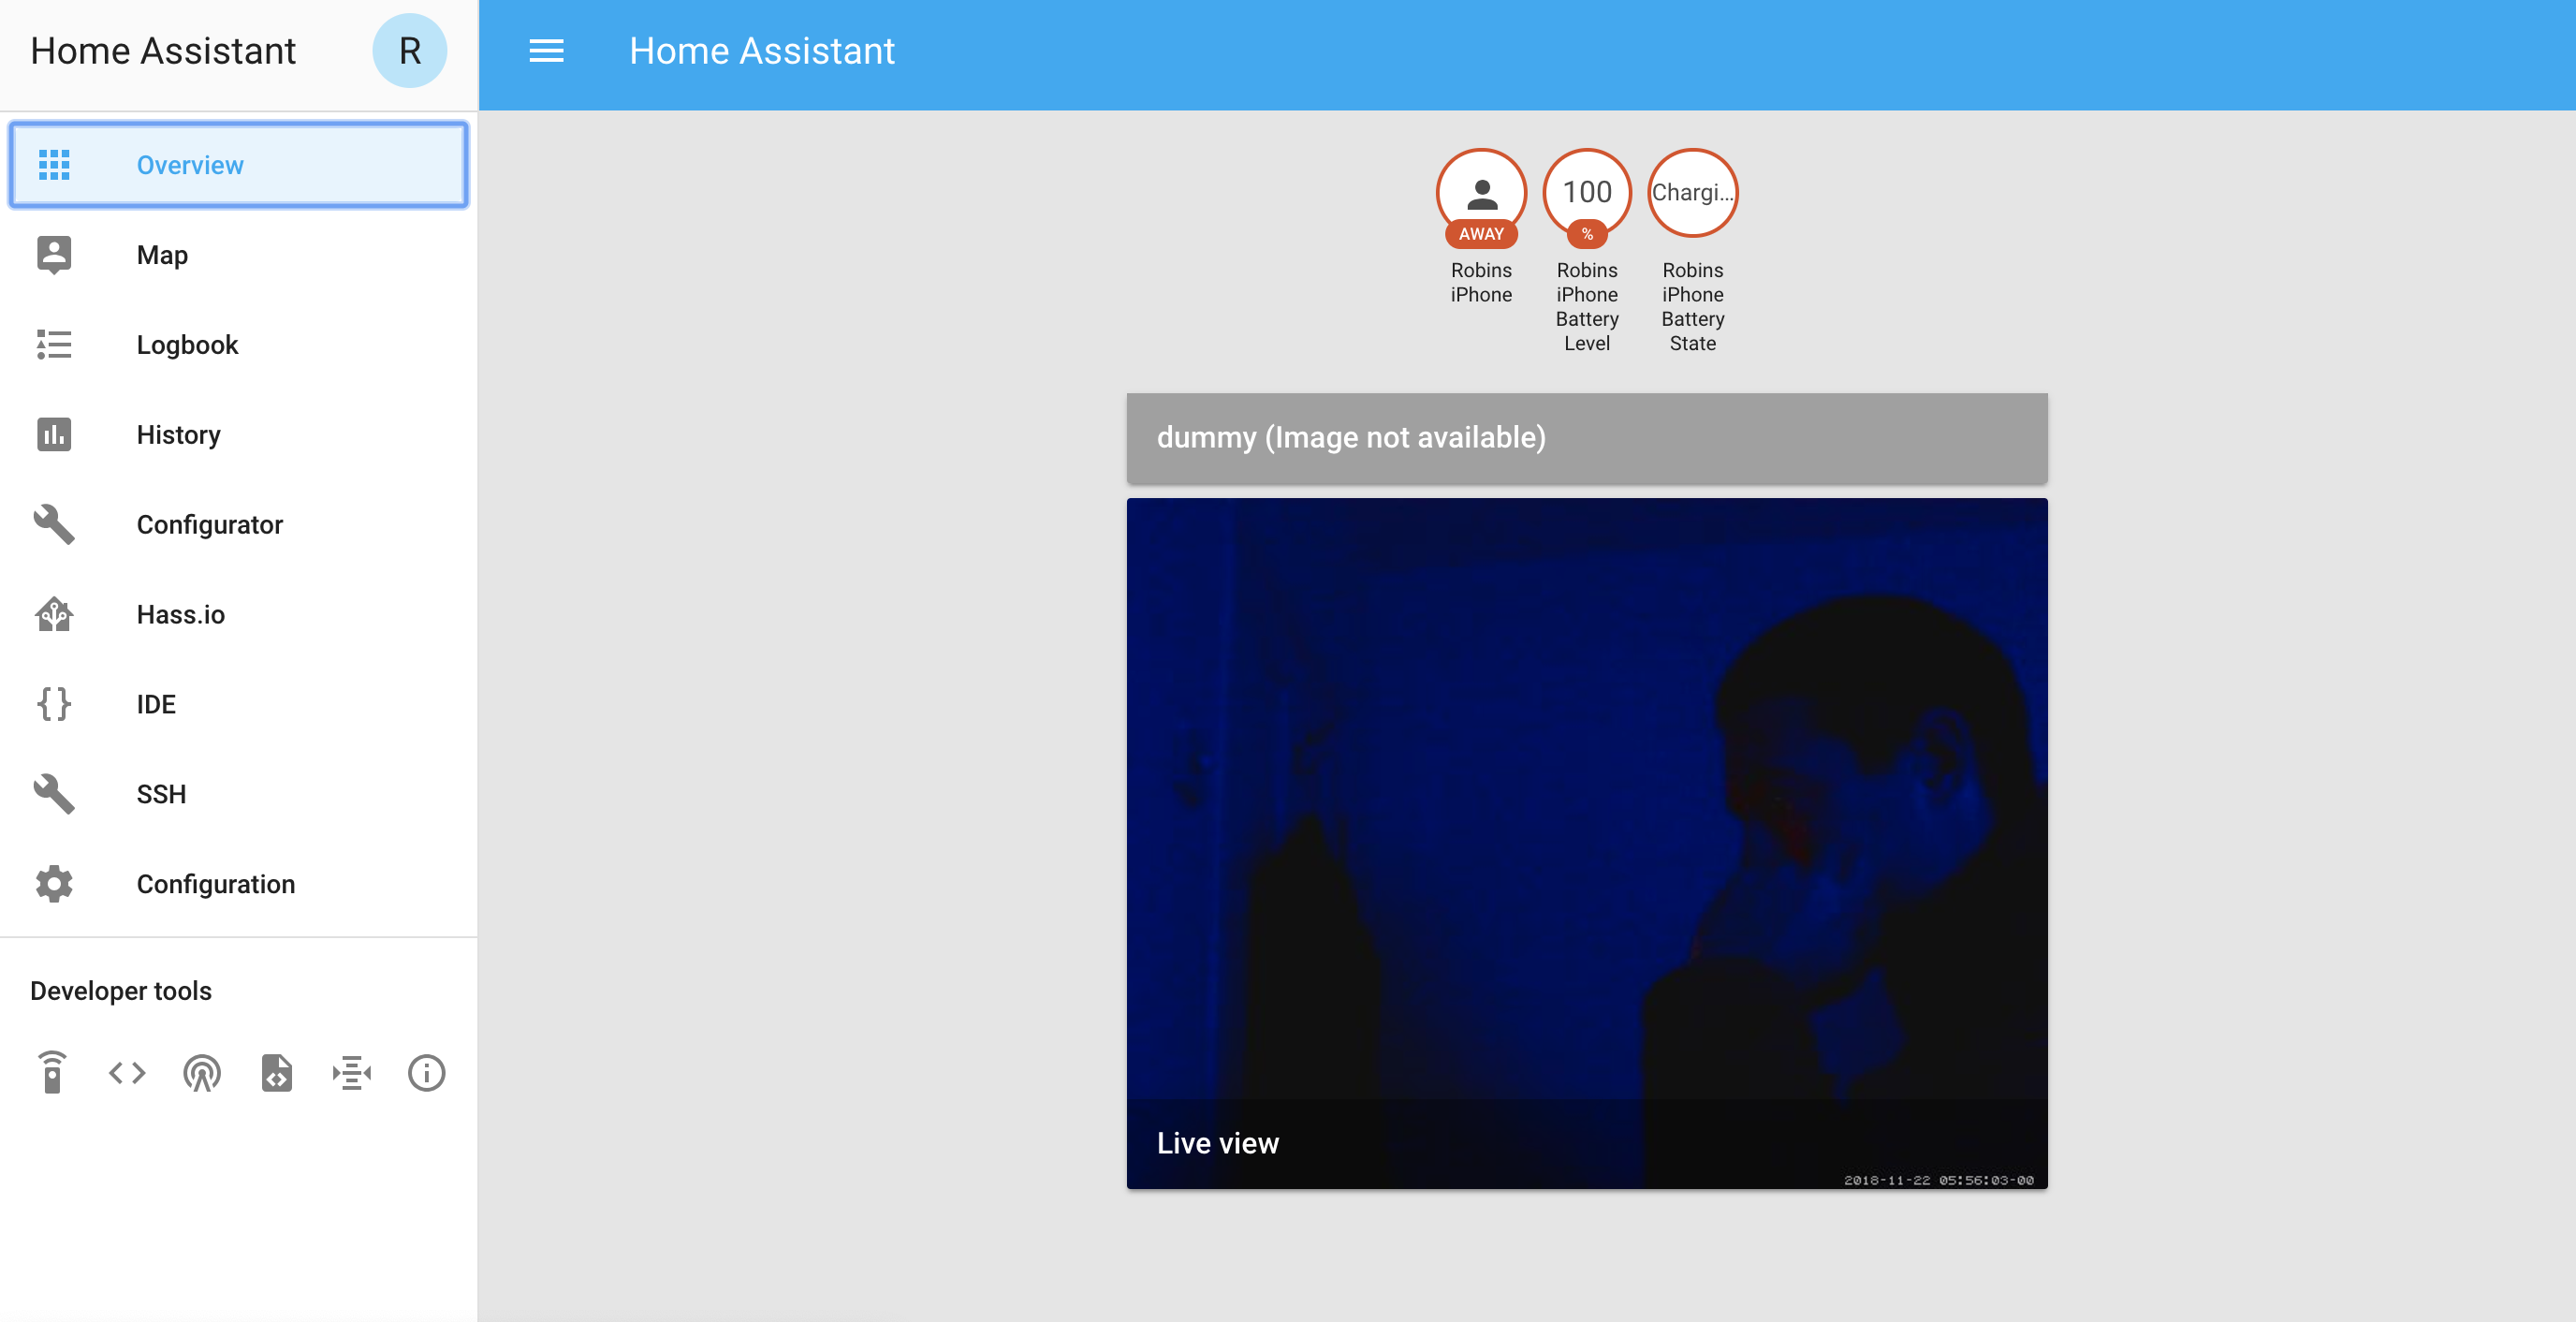 Home Assistant
R
Overview
Map
Logbook
History
Configurator
Hass.io
IDE
SSH
Configuration
Developer tools
Home Assistant
AWAY
Robins
iPhone
100
%
Robins
iPhone
Battery
Level
Chargi...
Robins
iPhone
Battery
State
dummy (Image not available)
Live view
2018-11-22 05:56:03-00